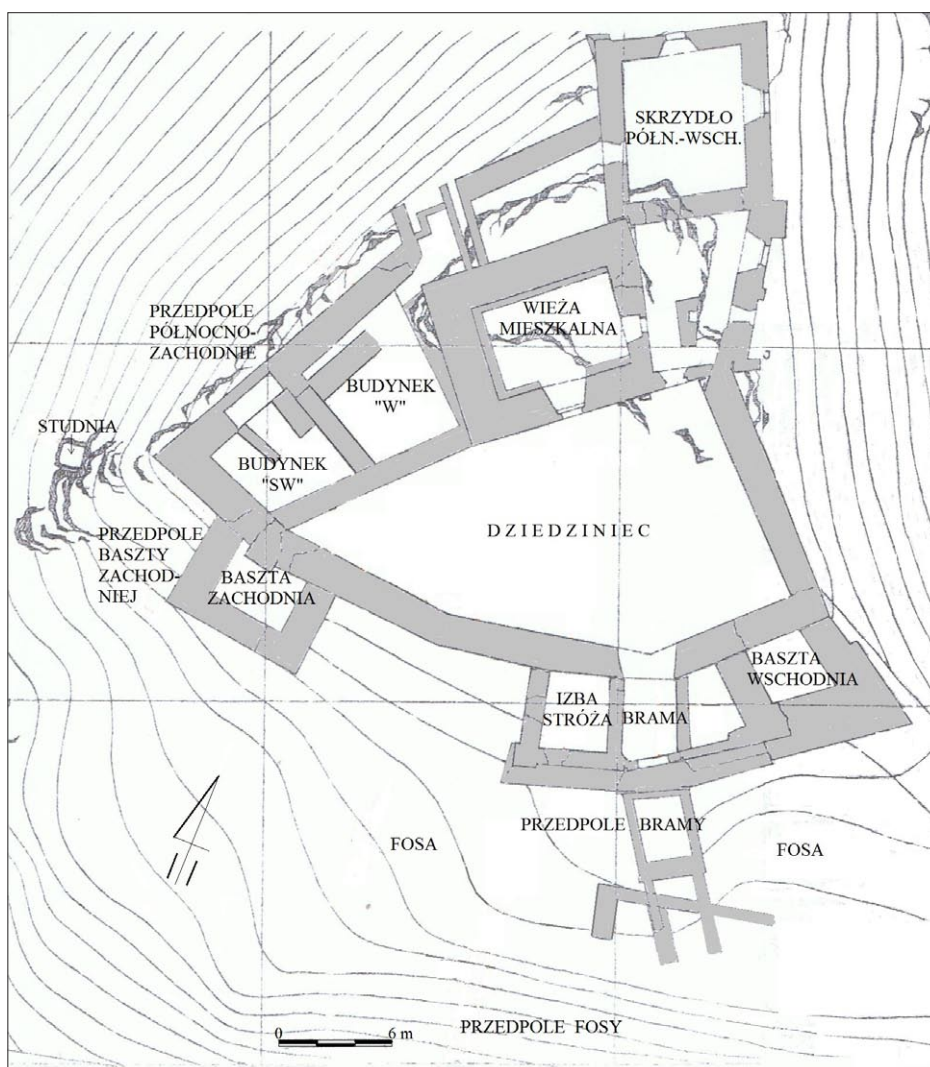 SKRZYDŁO
PÓŁN.-WSCH.
WIEŻA
MIESZKALNA
PRZEDPOLE
PÓŁNOCNO-
ZACHODNIE
BUDYNEK
"W"
STUDNIA
BUDYNEK
"SW"
DZIEDZINIEC
PRZEDPOLE
BASZTY
ZACHOD-
NIEJ
BASZTA
ZACHODNIA
BASZTA
WSCHODNIA
IZBA
STRÓŻA
BRAMA
PRZEDPOLE BRAMY
FOSA
FOSA
0 6 m
PRZEDPOLE FOSY